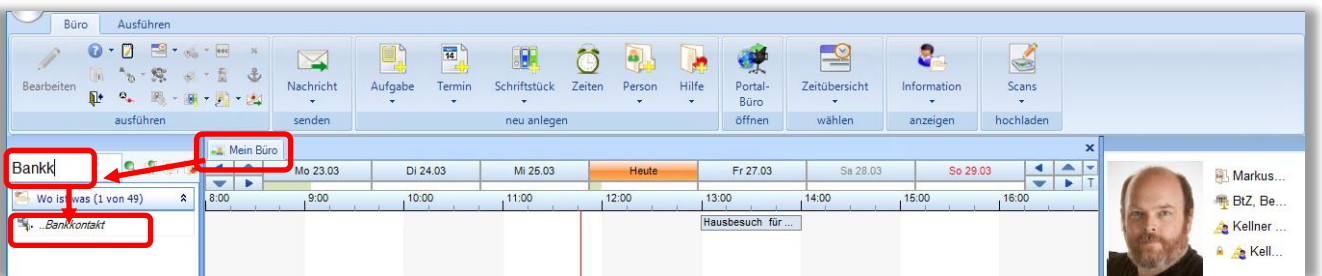 Büro Ausführen
Bearbeiten Nachricht Aufgabe Termin Schriftstück Zeiten Person Hilfe Portal-Büro Zeitübersicht Information Scans
ausführen senden neu anlegen öffnen wählen anzeigen hochladen
Mein Büro
Bankk
Mo 23.03 Di 24.03 Mi 25.03 Heute Fr 27.03 Sa 28.03 So 29.03
T
Wo ist was (1 von 49)
8:00 9:00 10:00 11:00 12:00 13:00 14:00 15:00 16:00
..Bankkontakt
Hausbesuch für ...
Markus...
BtZ, Be...
Kellner ...
Kell...